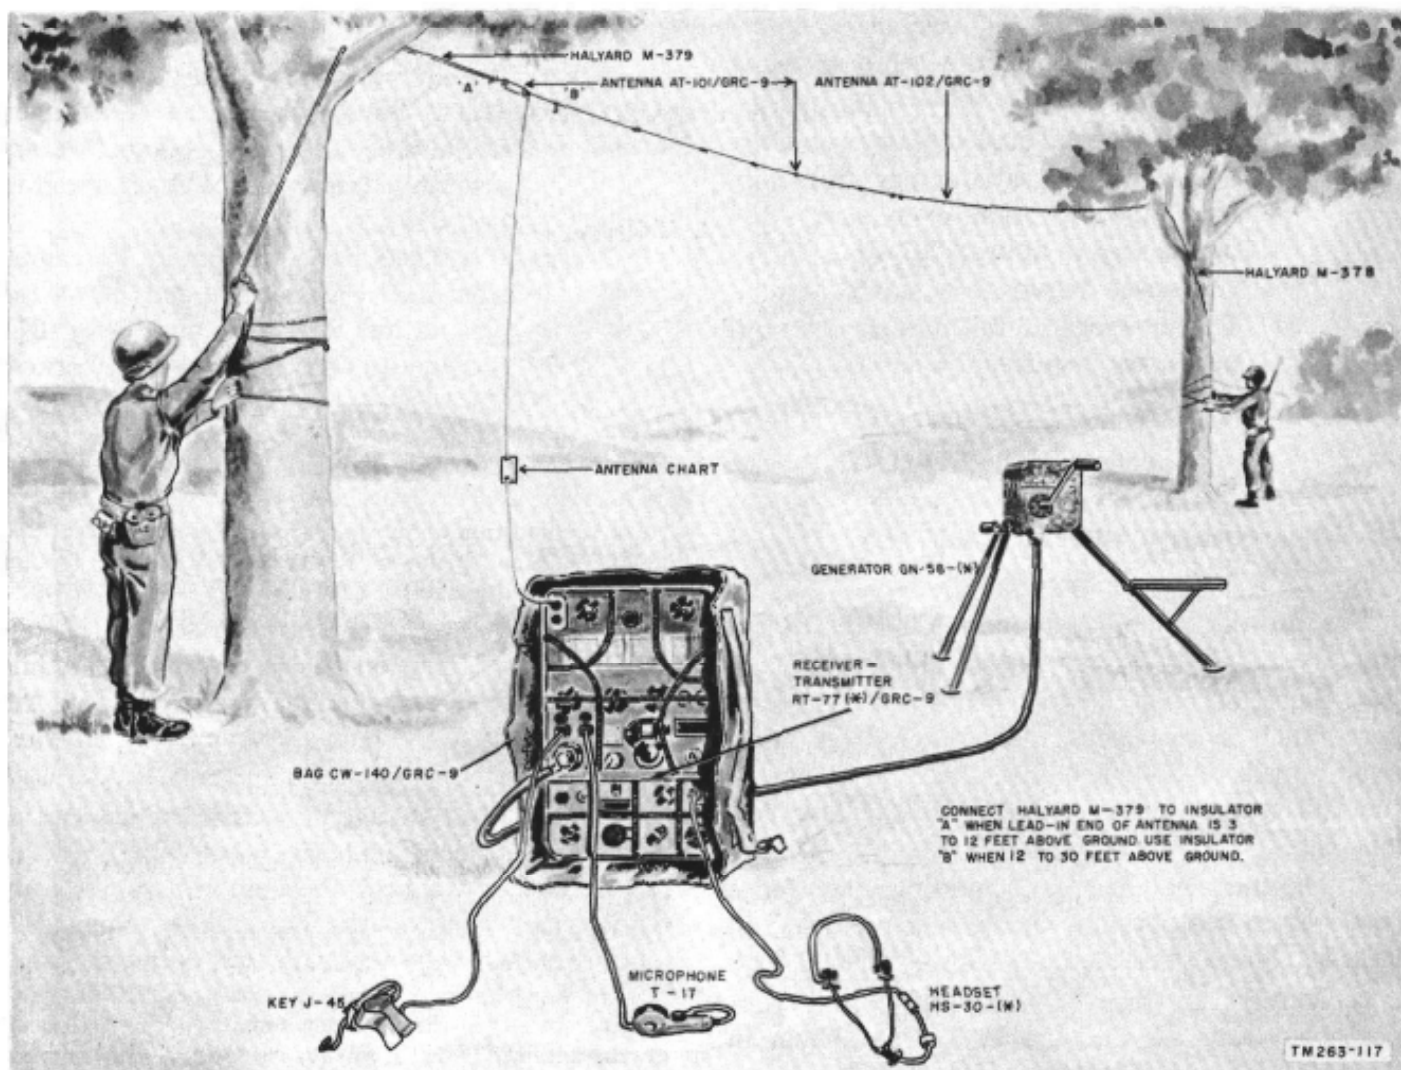 HALYARD M-379
"A"
"B"
ANTENNA AT-101/GRC-9
ANTENNA AT-102/GRC-9
HALYARD M-378
ANTENNA CHART
GENERATOR GN-58-(*)
RECEIVER-
TRANSMITTER
RT-77(*)/GRC-9
BAG CW-140/GRC-9
CONNECT HALYARD M-379 TO INSULATOR
"A" WHEN LEAD-IN END OF ANTENNA IS 3
TO 12 FEET ABOVE GROUND. USE INSULATOR
"B" WHEN 12 TO 30 FEET ABOVE GROUND.
KEY J-45
MICROPHONE
T-17
HEADSET
HS-30-(*)
TM263-117